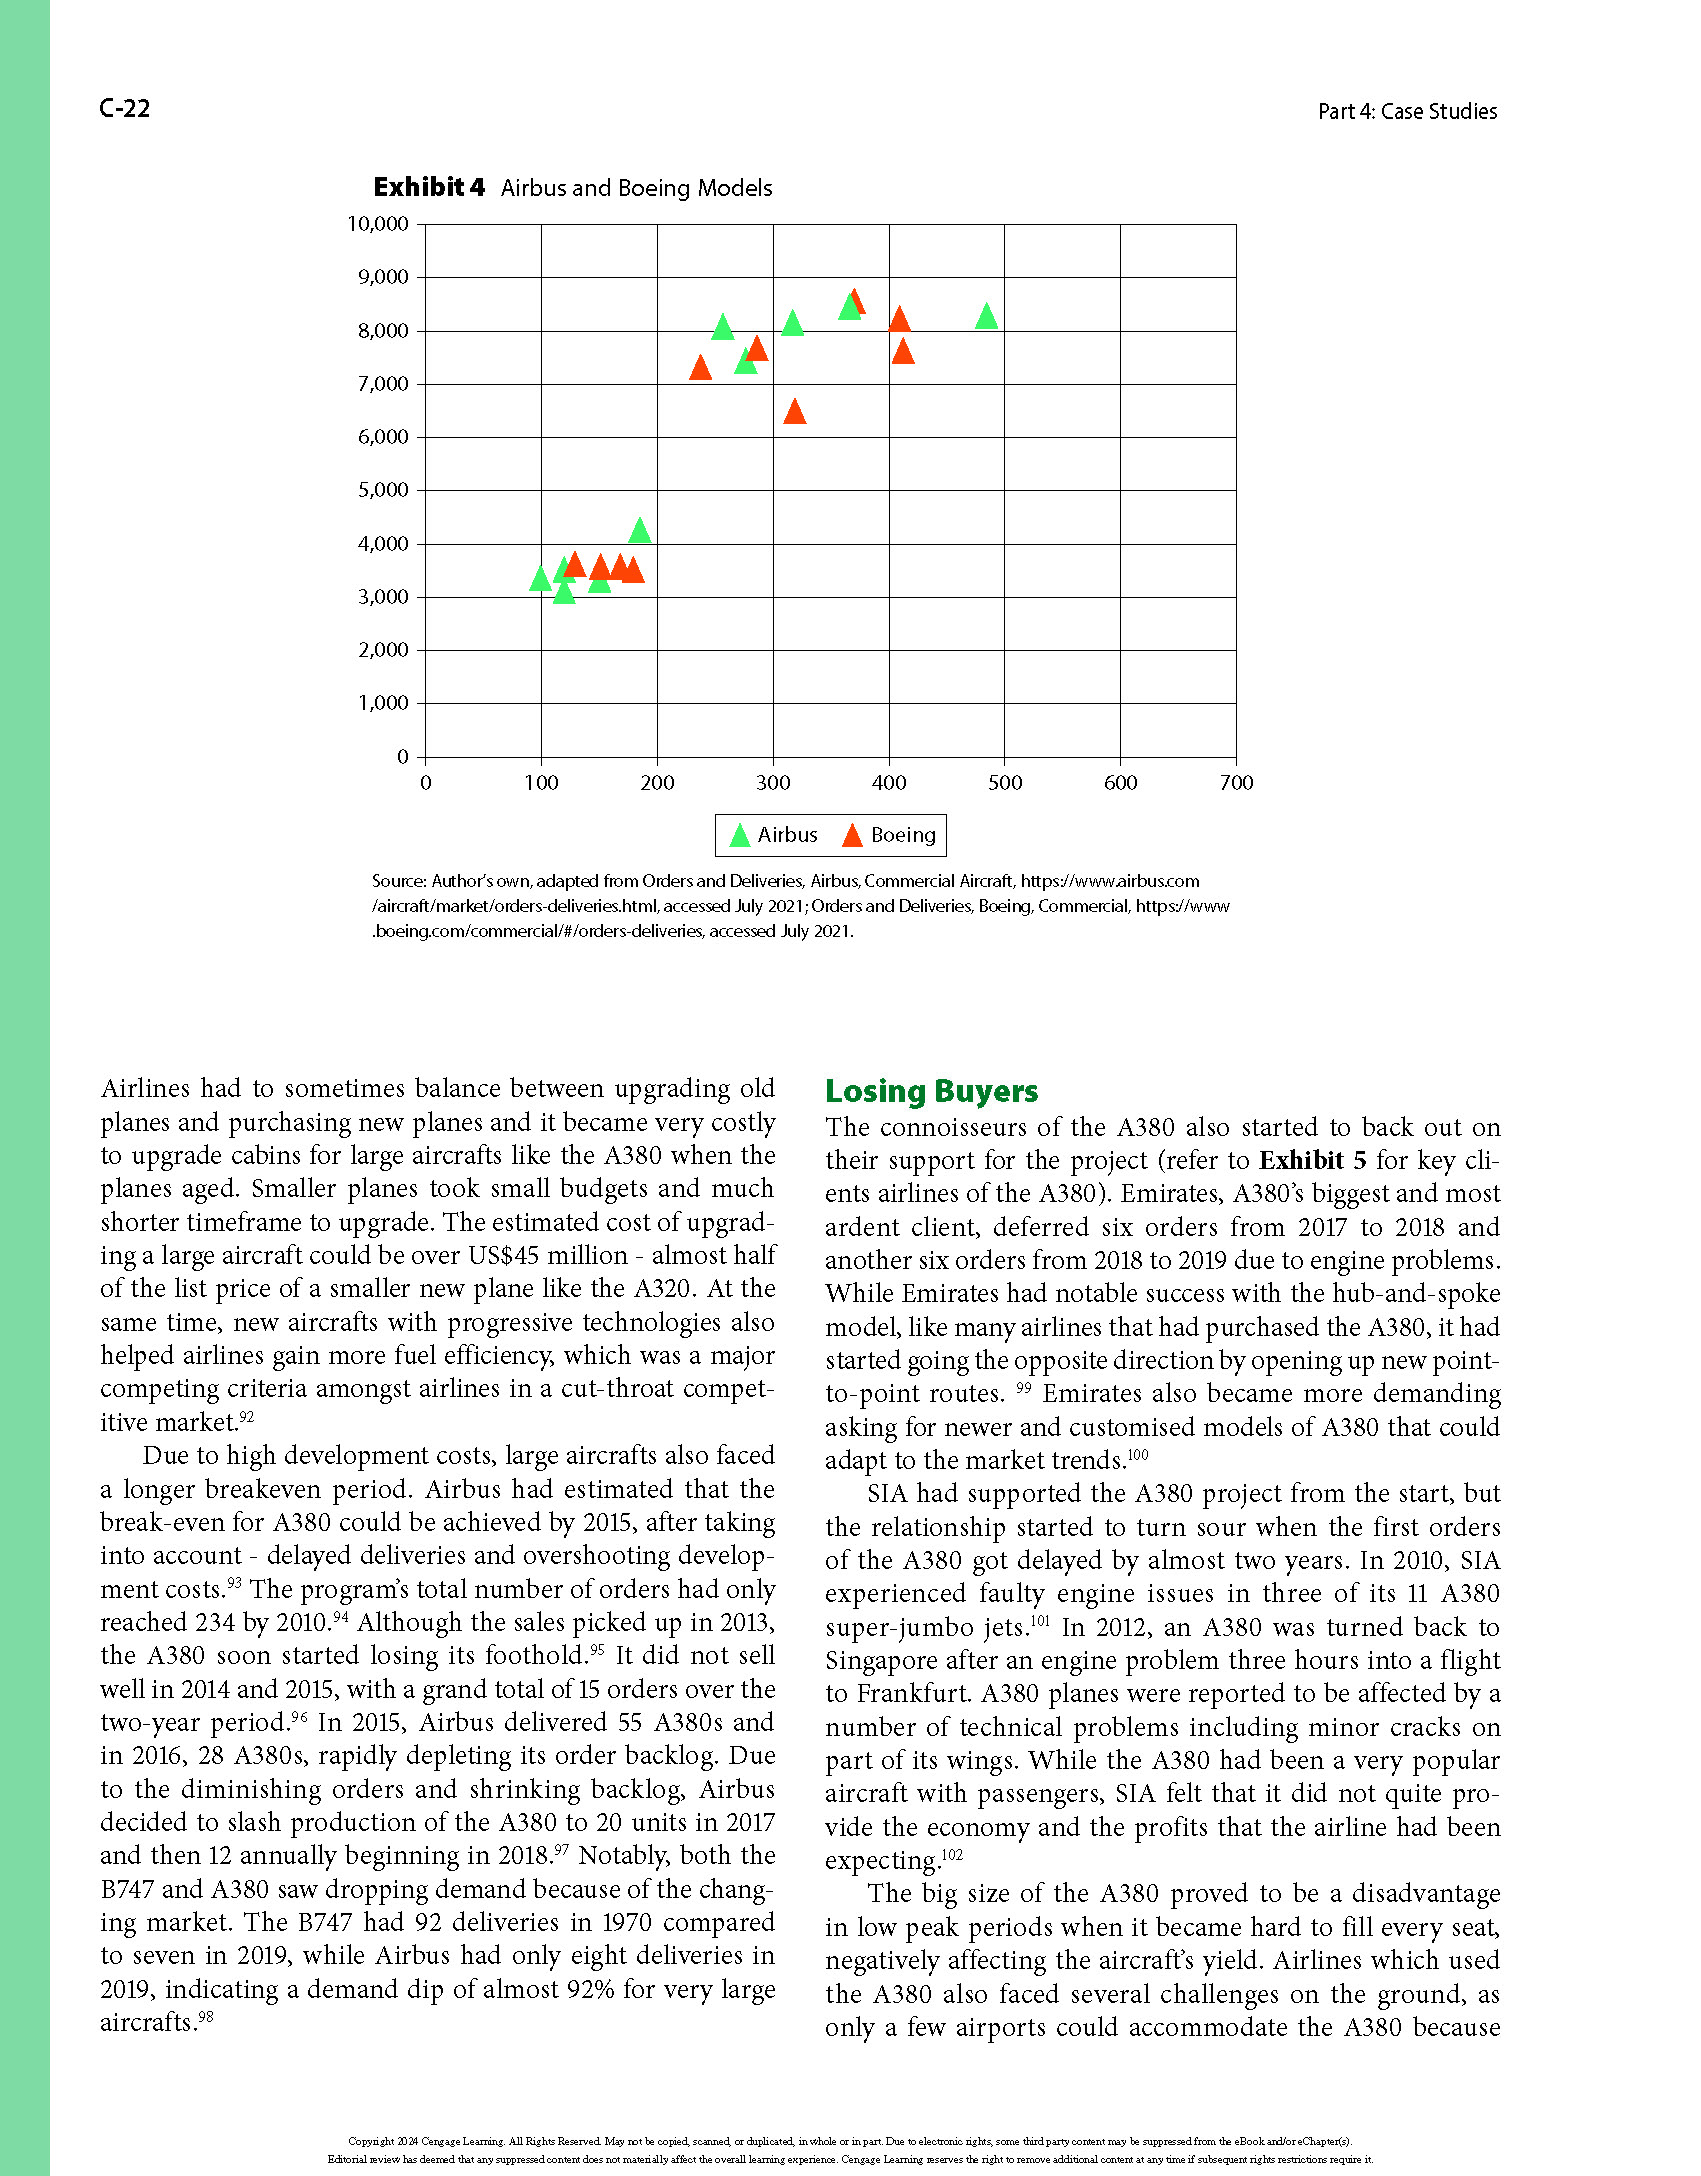 C-22
Part 4: Case Studies
Exhibit 4 Airbus and Boeing Models
10,000
9,000
8,000
7,000
6,000
5,000
4,000
3,000
2,000
1,000
0
0 100 200 300 400 500 600 700
Airbus Boeing
Source: Author’s own, adapted from Orders and Deliveries, Airbus, Commercial Aircraft, https://www.airbus.com
/aircraft/market/orders-deliveries.html, accessed July 2021; Orders and Deliveries, Boeing, Commercial, https://www
.boeing.com/commercial/#/orders-deliveries, accessed July 2021.
Airlines had to sometimes balance between upgrading old
planes and purchasing new planes and it became very costly
to upgrade cabins for large aircrafts like the A380 when the
planes aged. Smaller planes took small budgets and much
shorter timeframe to upgrade. The estimated cost of upgrad-
ing a large aircraft could be over US$45 million - almost half
of the list price of a smaller new plane like the A320. At the
same time, new aircrafts with progressive technologies also
helped airlines gain more fuel efficiency, which was a major
competing criteria amongst airlines in a cut-throat compet-
itive market.92
Due to high development costs, large aircrafts also faced
a longer breakeven period. Airbus had estimated that the
break-even for A380 could be achieved by 2015, after taking
into account - delayed deliveries and overshooting develop-
ment costs.93 The program’s total number of orders had only
reached 234 by 2010.94 Although the sales picked up in 2013,
the A380 soon started losing its foothold.95 It did not sell
well in 2014 and 2015, with a grand total of 15 orders over the
two-year period.96 In 2015, Airbus delivered 55 A380s and
in 2016, 28 A380s, rapidly depleting its order backlog. Due
to the diminishing orders and shrinking backlog, Airbus
decided to slash production of the A380 to 20 units in 2017
and then 12 annually beginning in 2018.97 Notably, both the
B747 and A380 saw dropping demand because of the chang-
ing market. The B747 had 92 deliveries in 1970 compared
to seven in 2019, while Airbus had only eight deliveries in
2019, indicating a demand dip of almost 92% for very large
aircrafts.98
Losing Buyers
The connoisseurs of the A380 also started to back out on
their support for the project (refer to Exhibit 5 for key cli-
ents airlines of the A380). Emirates, A380’s biggest and most
ardent client, deferred six orders from 2017 to 2018 and
another six orders from 2018 to 2019 due to engine problems.
While Emirates had notable success with the hub-and-spoke
model, like many airlines that had purchased the A380, it had
started going the opposite direction by opening up new point-
to-point routes. 99 Emirates also became more demanding
asking for newer and customised models of A380 that could
adapt to the market trends.100
SIA had supported the A380 project from the start, but
the relationship started to turn sour when the first orders
of the A380 got delayed by almost two years. In 2010, SIA
experienced faulty engine issues in three of its 11 A380
super-jumbo jets.101 In 2012, an A380 was turned back to
Singapore after an engine problem three hours into a flight
to Frankfurt. A380 planes were reported to be affected by a
number of technical problems including minor cracks on
part of its wings. While the A380 had been a very popular
aircraft with passengers, SIA felt that it did not quite pro-
vide the economy and the profits that the airline had been
expecting.102
The big size of the A380 proved to be a disadvantage
in low peak periods when it became hard to fill every seat,
negatively affecting the aircraft’s yield. Airlines which used
the A380 also faced several challenges on the ground, as
only a few airports could accommodate the A380 because
Copyright 2024 Cengage Learning. All Rights Reserved. May not be copied, scanned, or duplicated, in whole or in part. Due to electronic rights, some third party content may be suppressed from the eBook and/or eChapter(s).
Editorial review has deemed that any suppressed content does not materially affect the overall learning experience. Cengage Learning reserves the right to remove additional content at any time if subsequent rights restrictions require it.